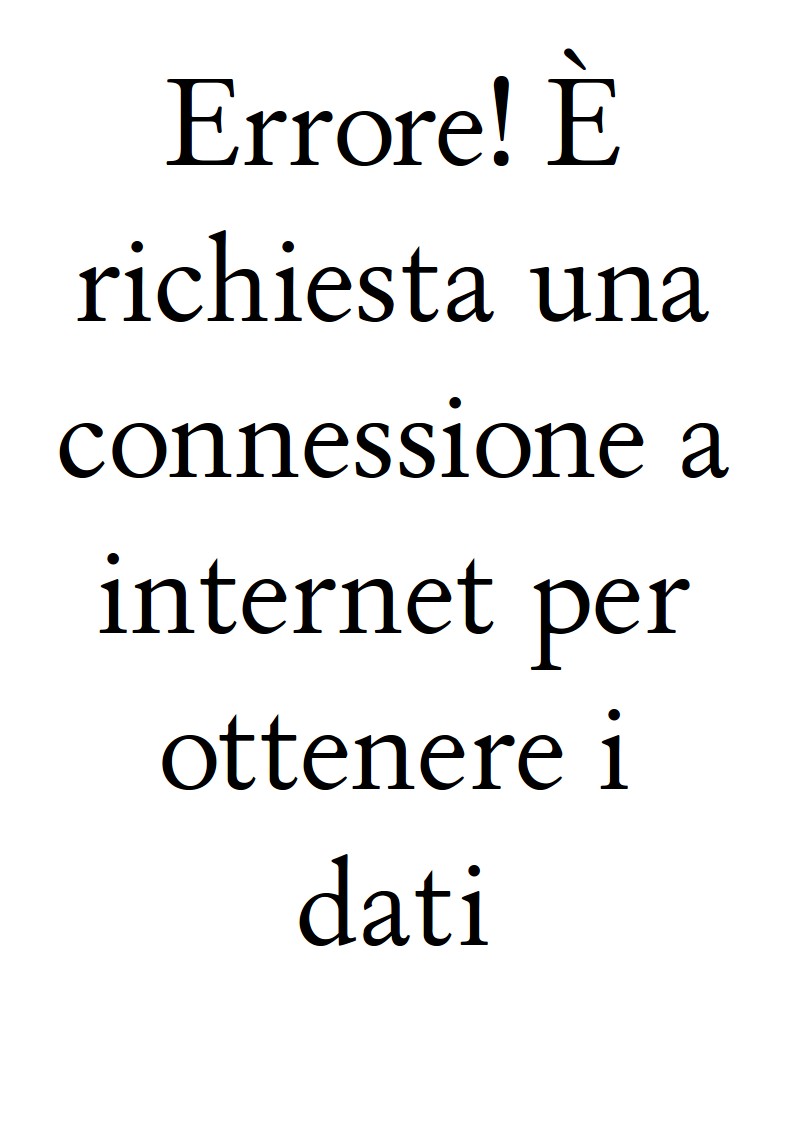 Errore! È
richiesta una
connessione a
internet per
ottenere i
dati